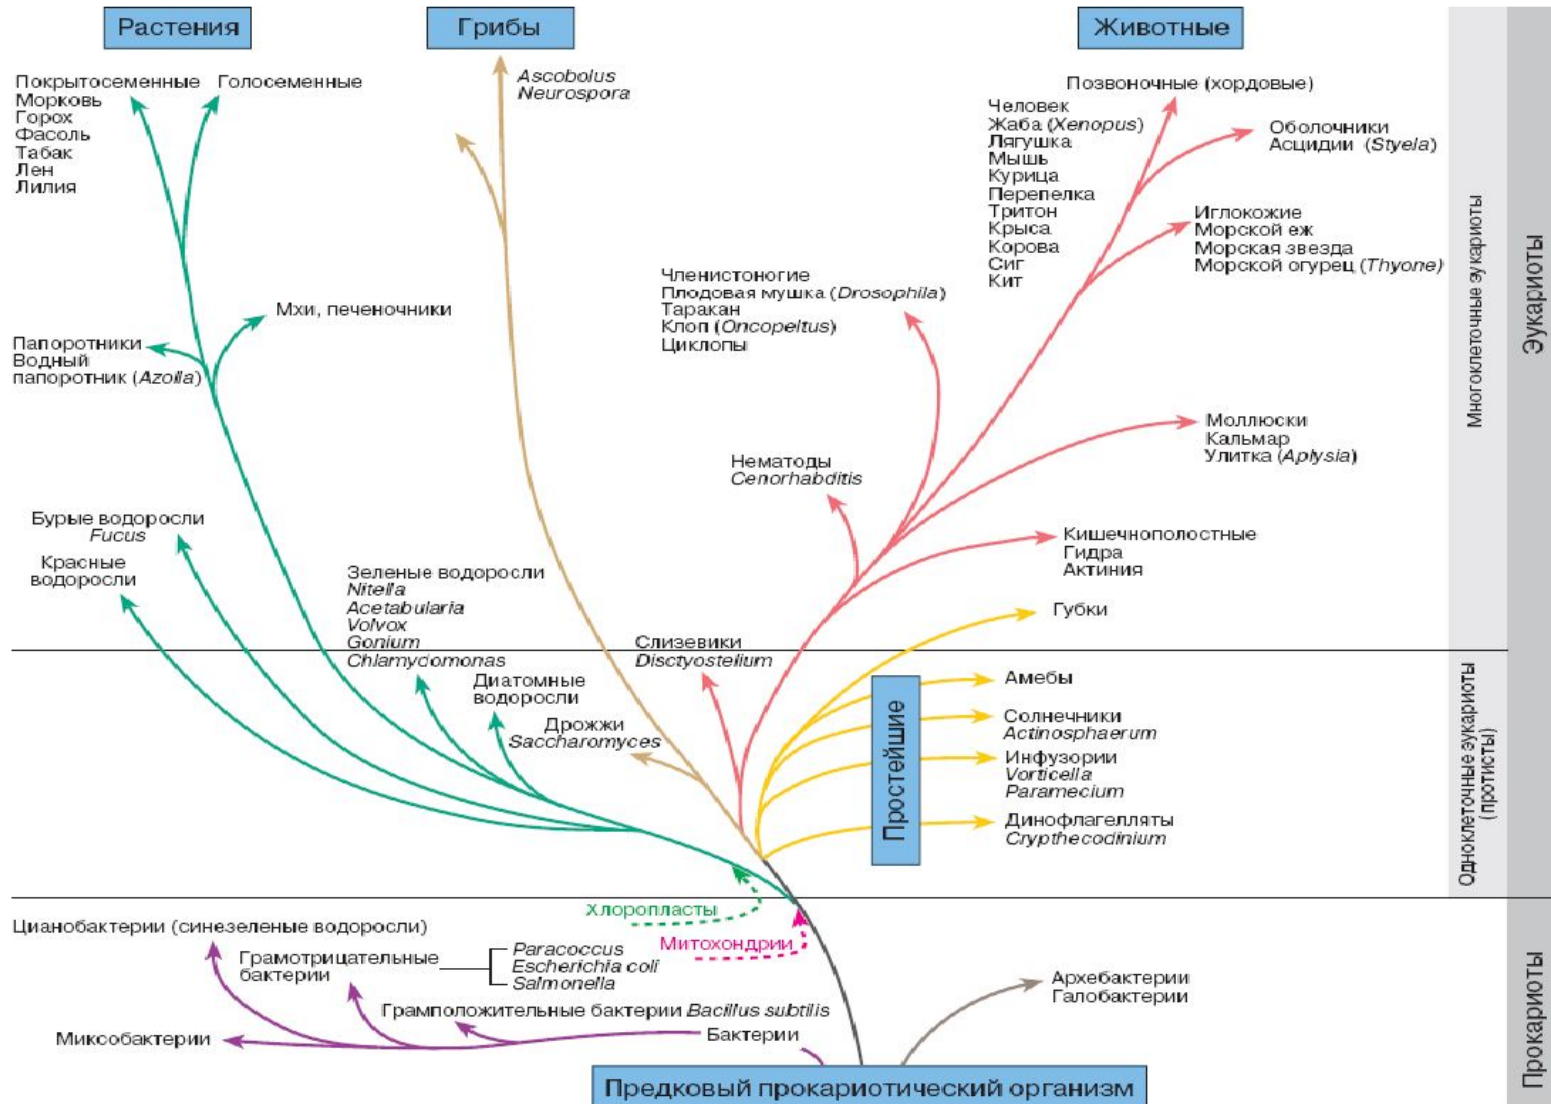 Растения
Грибы
Животные
Покрытосеменные
Морковь
Горох
Фасоль
Табак
Лен
Лилия
Голосеменные
Ascobolus
Neurospora
Позвоночные (хордовые)
Человек
Жаба (Xenopus)
Лягушка
Мышь
Курица
Перепелка
Тритон
Крыса
Корова
Сиг
Кит
Оболочники
Асцидии (Styela)
Иглокожие
Морской еж
Морская звезда
Морской огурец (Thyone)
Членистоногие
Плодовая мушка (Drosophila)
Таракан
Клоп (Oncopeltus)
Циклопы
Мхи, печеночники
Папоротники
Водный
папоротник (Azolla)
Моллюски
Кальмар
Улитка (Aplysia)
Нематоды
Cenorhabditis
Бурые водоросли
Fucus
Красные
водоросли
Кишечнополостные
Гидра
Актиния
Зеленые водоросли
Nitella
Acetabularia
Volvox
Gonium
Chlamydomonas
Губки
Слизевики
Disctyostelium
Диатомные
водоросли
Дрожжи
Saccharomyces
Простейшие
Амебы
Солнечники
Actinosphaerum
Инфузории
Vorticella
Paramecium
Динофлагелляты
Crypthecodinium
Хлоропласты
Митохондрии
Цианобактерии (синезеленые водоросли)
Грамотрицательные
бактерии
Paracoccus
Escherichia coli
Salmonella
Грамположительные бактерии Bacillus subtilis
Миксобактерии
Бактерии
Архебактерии
Галобактерии
Предковый прокариотический организм
Многоклеточные эукариоты
Одноклеточные эукариоты
(протисты)
Эукариоты
Прокариоты